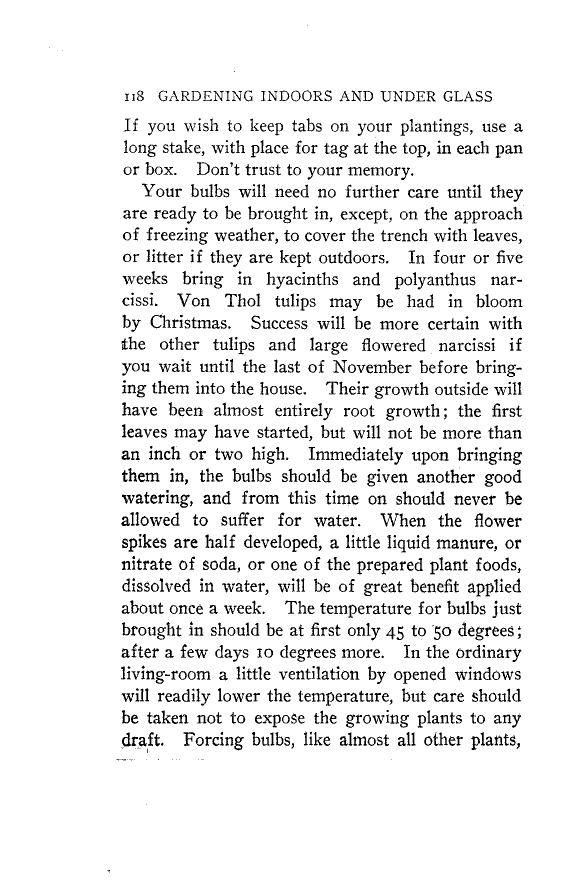 118 GARDENING INDOORS AND UNDER GLASS
If you wish to keep tabs on your plantings, use a
long stake, with place for tag at the top, in each pan
or box. Don't trust to your memory.
Your bulbs will need no further care until they
are ready to be brought in, except, on the approach
of freezing weather, to cover the trench with leaves,
or litter if they are kept outdoors. In four or five
weeks bring in hyacinths and polyanthus nar-
cissi. Von Thol tulips may be had in bloom
by Christmas. Success will be more certain with
the other tulips and large flowered narcissi if
you wait until the last of November before bring-
ing them into the house. Their growth outside will
have been almost entirely root growth; the first
leaves may have started, but will not be more than
an inch or two high. Immediately upon bringing
them in, the bulbs should be given another good
watering, and from this time on should never be
allowed to suffer for water. When the flower
spikes are half developed, a little liquid manure, or
nitrate of soda, or one of the prepared plant foods,
dissolved in water, will be of great benefit applied
about once a week. The temperature for bulbs just
brought in should be at first only 45 to 50 degrees;
after a few days 10 degrees more. In the ordinary
living-room a little ventilation by opened windows
will readily lower the temperature, but care should
be taken not to expose the growing plants to any
draft. Forcing bulbs, like almost all other plants,